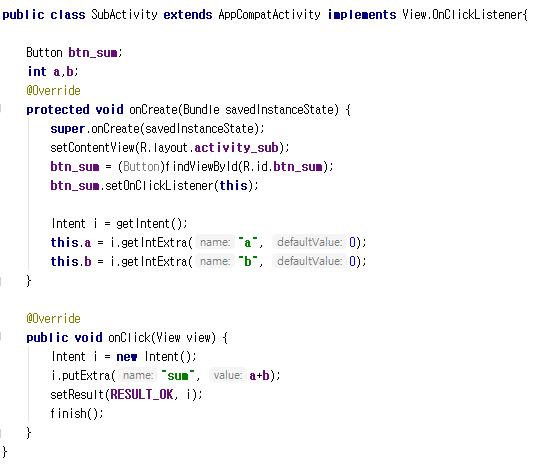 public class SubActivity extends AppCompatActivity implements View.OnClickListener{
Button btn_sum;
int a,b;
@Override
protected void onCreate(Bundle savedInstanceState) {
super.onCreate(savedInstanceState);
setContentView(R.layout.activity_sub);
btn_sum = (Button)findViewById(R.id.btn_sum);
btn_sum.setOnClickListener(this);
Intent i = getIntent();
this.a = i.getIntExtra( name: "a", defaultValue: 0);
this.b = i.getIntExtra( name: "b", defaultValue: 0);
}
@Override
public void onClick(View view) {
Intent i = new Intent();
i.putExtra( name: "sum", value: a+b);
setResult(RESULT_OK, i);
finish();
}
}